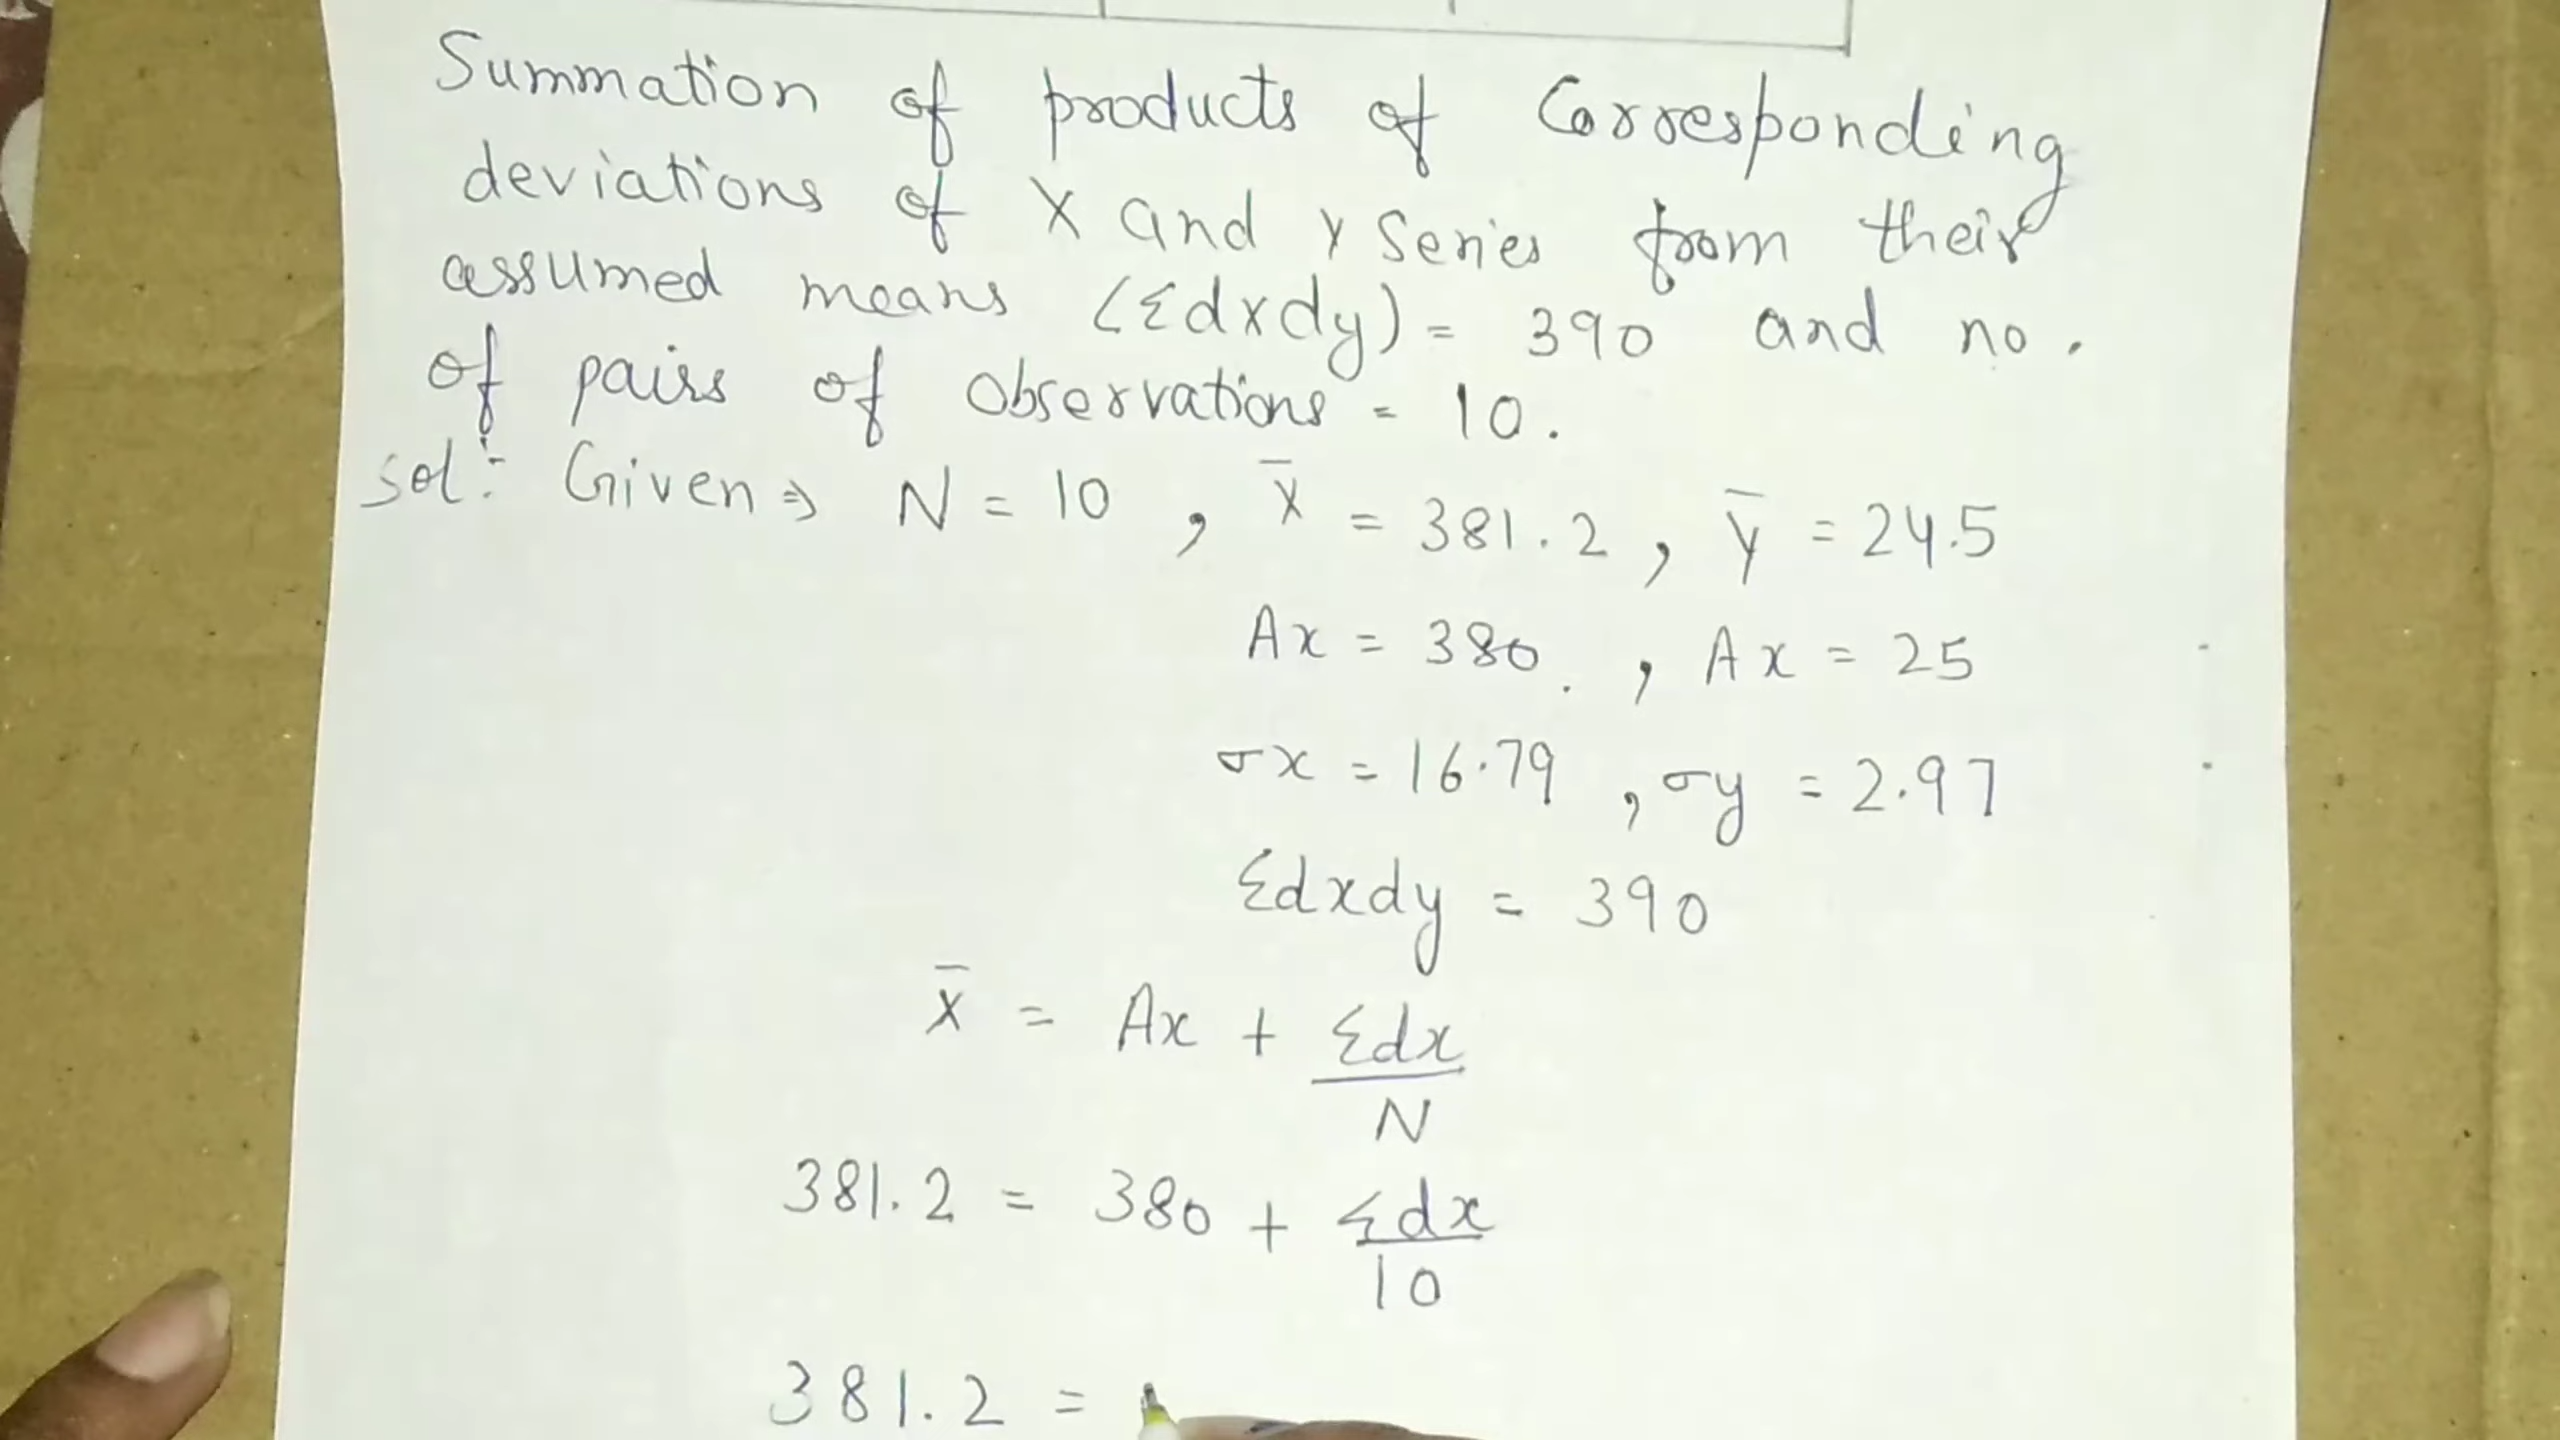 Summation of products of Corresponding
deviations of X and Y Series from their
assumed means (Σdxdy) = 390 and no.
of pairs of observations = 10.
Sol:- Given ⇒ N = 10 , X̄ = 381.2 , Ȳ = 24.5
Ax = 380. , Ax = 25
σx = 16.79 , σy = 2.97
Σdxdy = 390
X̄ = Ax + Σdx
N
381.2 = 380 + Σdx
10
381.2 =